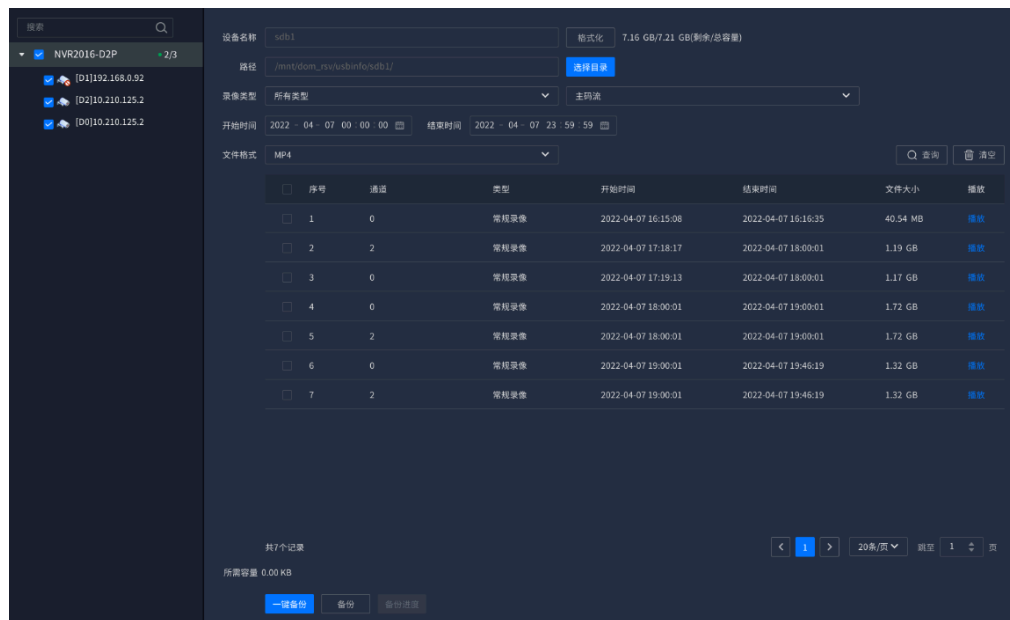 搜索
NVR2016-D2P 2/3
[D1]192.168.0.92
[D2]10.210.125.2
[D0]10.210.125.2
设备名称 sdb1 格式化 7.16 GB/7.21 GB(剩余/总容量)
路径 /mnt/dom_rsv/usbinfo/sdb1/ 选择目录
录像类型 所有类型 主码流
开始时间 2022 - 04 - 07 00 : 00 : 00 结束时间 2022 - 04 - 07 23 : 59 : 59
文件格式 MP4 查询 清空
序号 通道 类型 开始时间 结束时间 文件大小 播放
1 0 常规录像 2022-04-07 16:15:08 2022-04-07 16:16:35 40.54 MB 播放
2 2 常规录像 2022-04-07 17:18:17 2022-04-07 18:00:01 1.19 GB 播放
3 0 常规录像 2022-04-07 17:19:13 2022-04-07 18:00:01 1.17 GB 播放
4 0 常规录像 2022-04-07 18:00:01 2022-04-07 19:00:01 1.72 GB 播放
5 2 常规录像 2022-04-07 18:00:01 2022-04-07 19:00:01 1.72 GB 播放
6 0 常规录像 2022-04-07 19:00:01 2022-04-07 19:46:19 1.32 GB 播放
7 2 常规录像 2022-04-07 19:00:01 2022-04-07 19:46:19 1.32 GB 播放
共7个记录 1 20条/页 跳至 1 页
所需容量 0.00 KB
一键备份 备份 备份进度